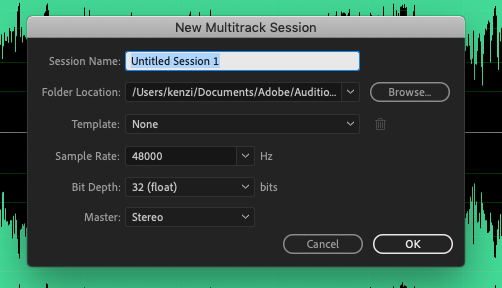 New Multitrack Session
Session Name: Untitled Session 1
Folder Location: /Users/kenzi/Documents/Adobe/Auditio... Browse...
Template: None
Sample Rate: 48000 Hz
Bit Depth: 32 (float) bits
Master: Stereo
Cancel OK